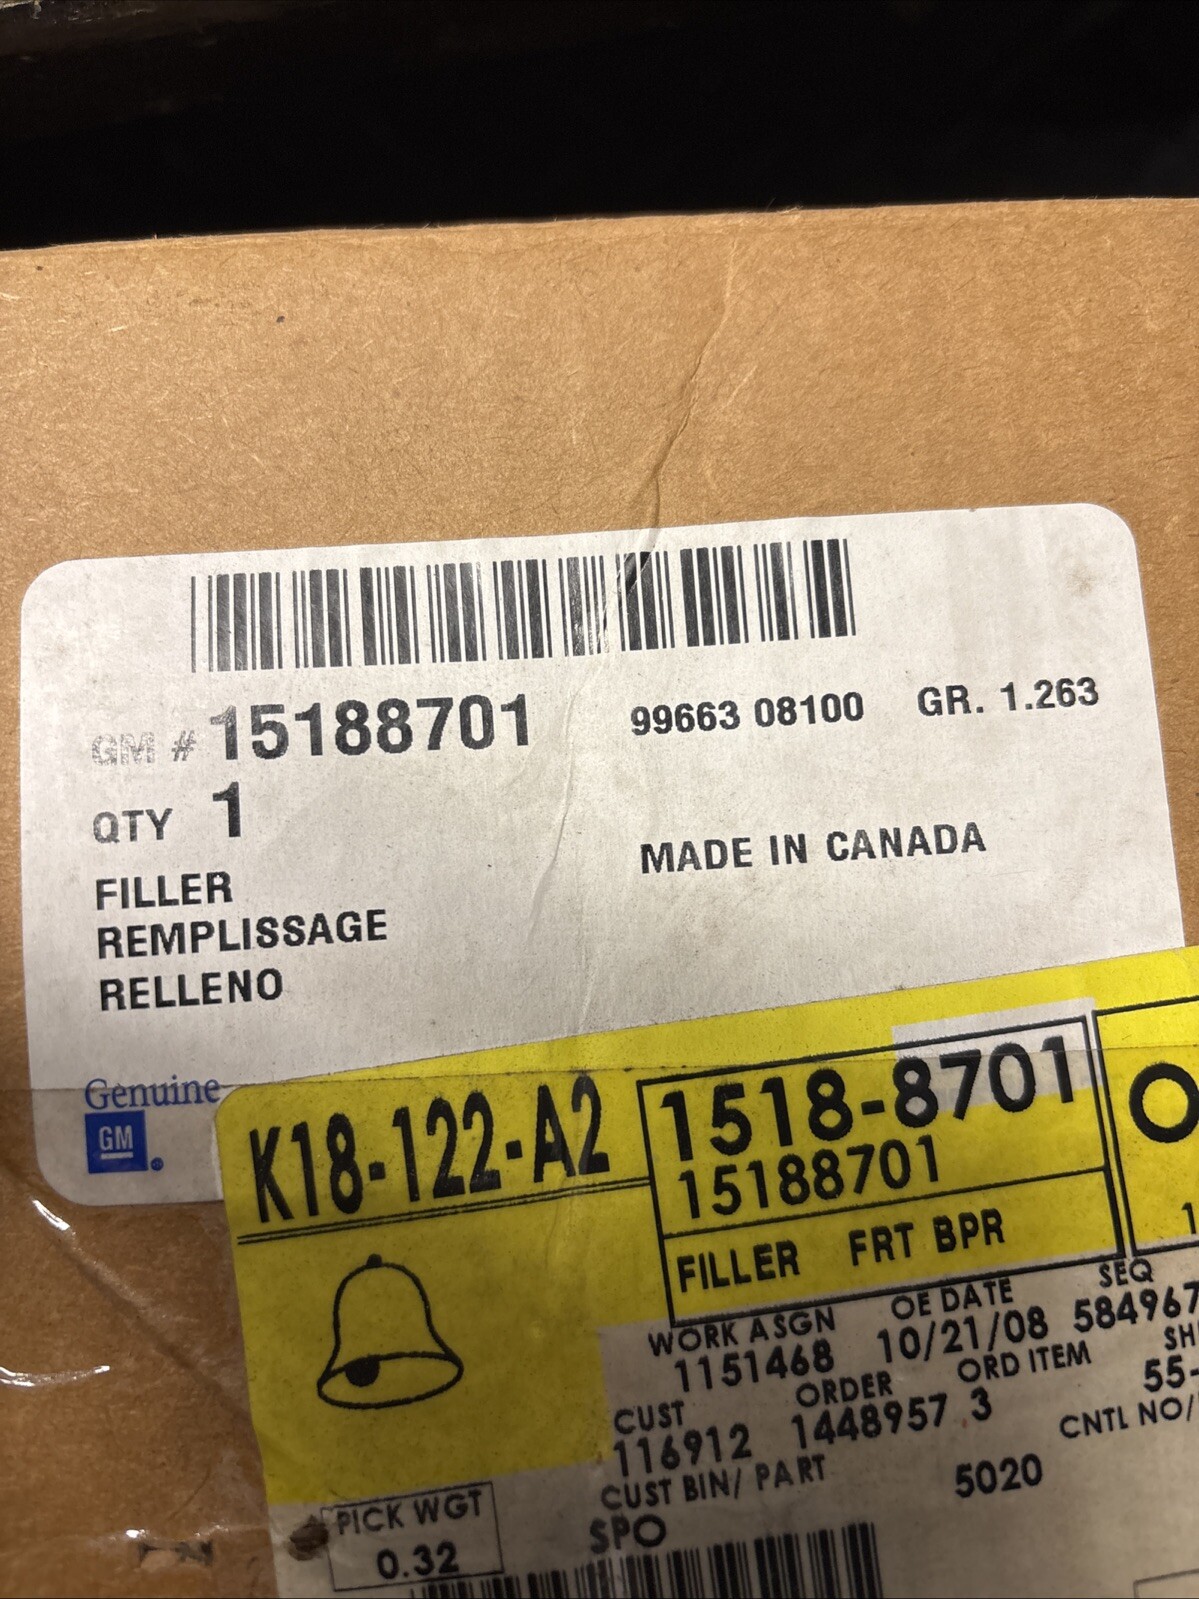 GM # 15188701 99663 08100 GR. 1.263
QTY 1
MADE IN CANADA
FILLER
REMPLISSAGE
RELLENO
Genuine
GM
K18-122-A2
1518-8701
15188701
FILLER FRT BPR
WORK ASGN OE DATE SEQ
1151468 10/21/08 584967
CUST ORDER ORD ITEM
116912 1448957 3
55-
CUST BIN/ PART 5020 CNTL NO/
SPO
PICK WGT
0.32